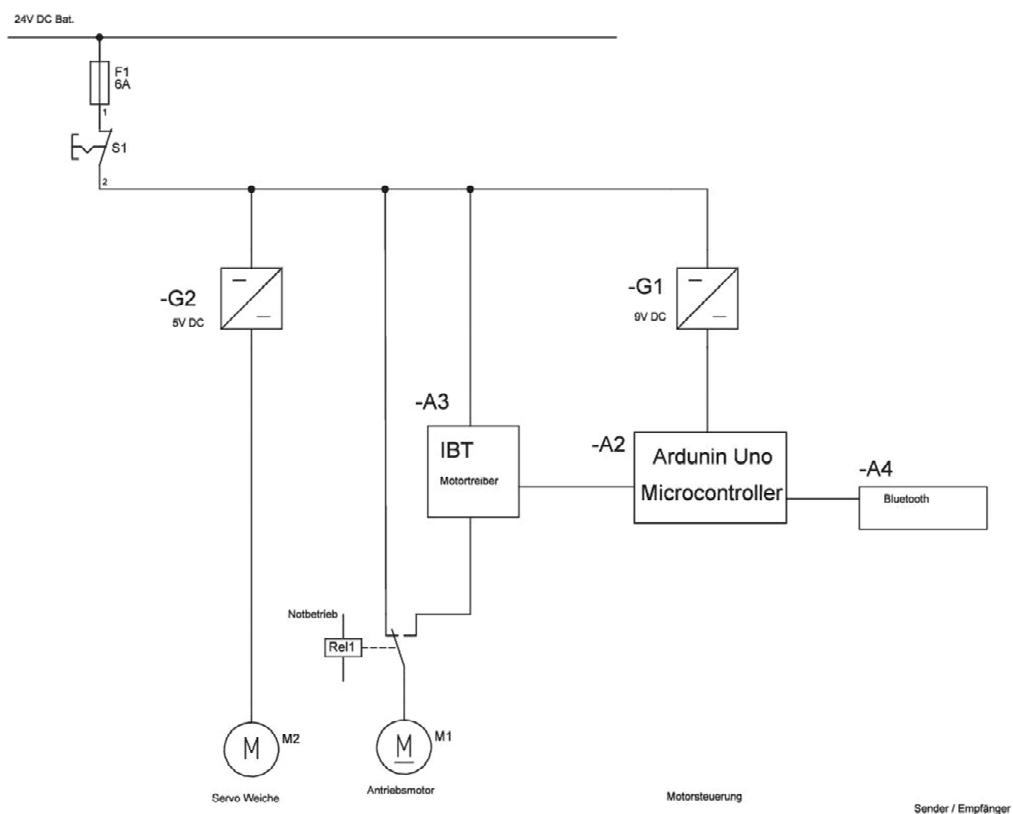 24V DC Bat.
F1
6A
1
S1
2
-G2
5V DC
-G1
9V DC
-A3
IBT
Motortreiber
-A2
Ardunin Uno
Microcontroller
-A4
Bluetooth
Notbetrieb
Rel1
M
M2
M
M1
Servo Weiche
Antriebsmotor
Motorsteuerung
Sender / Empfänger